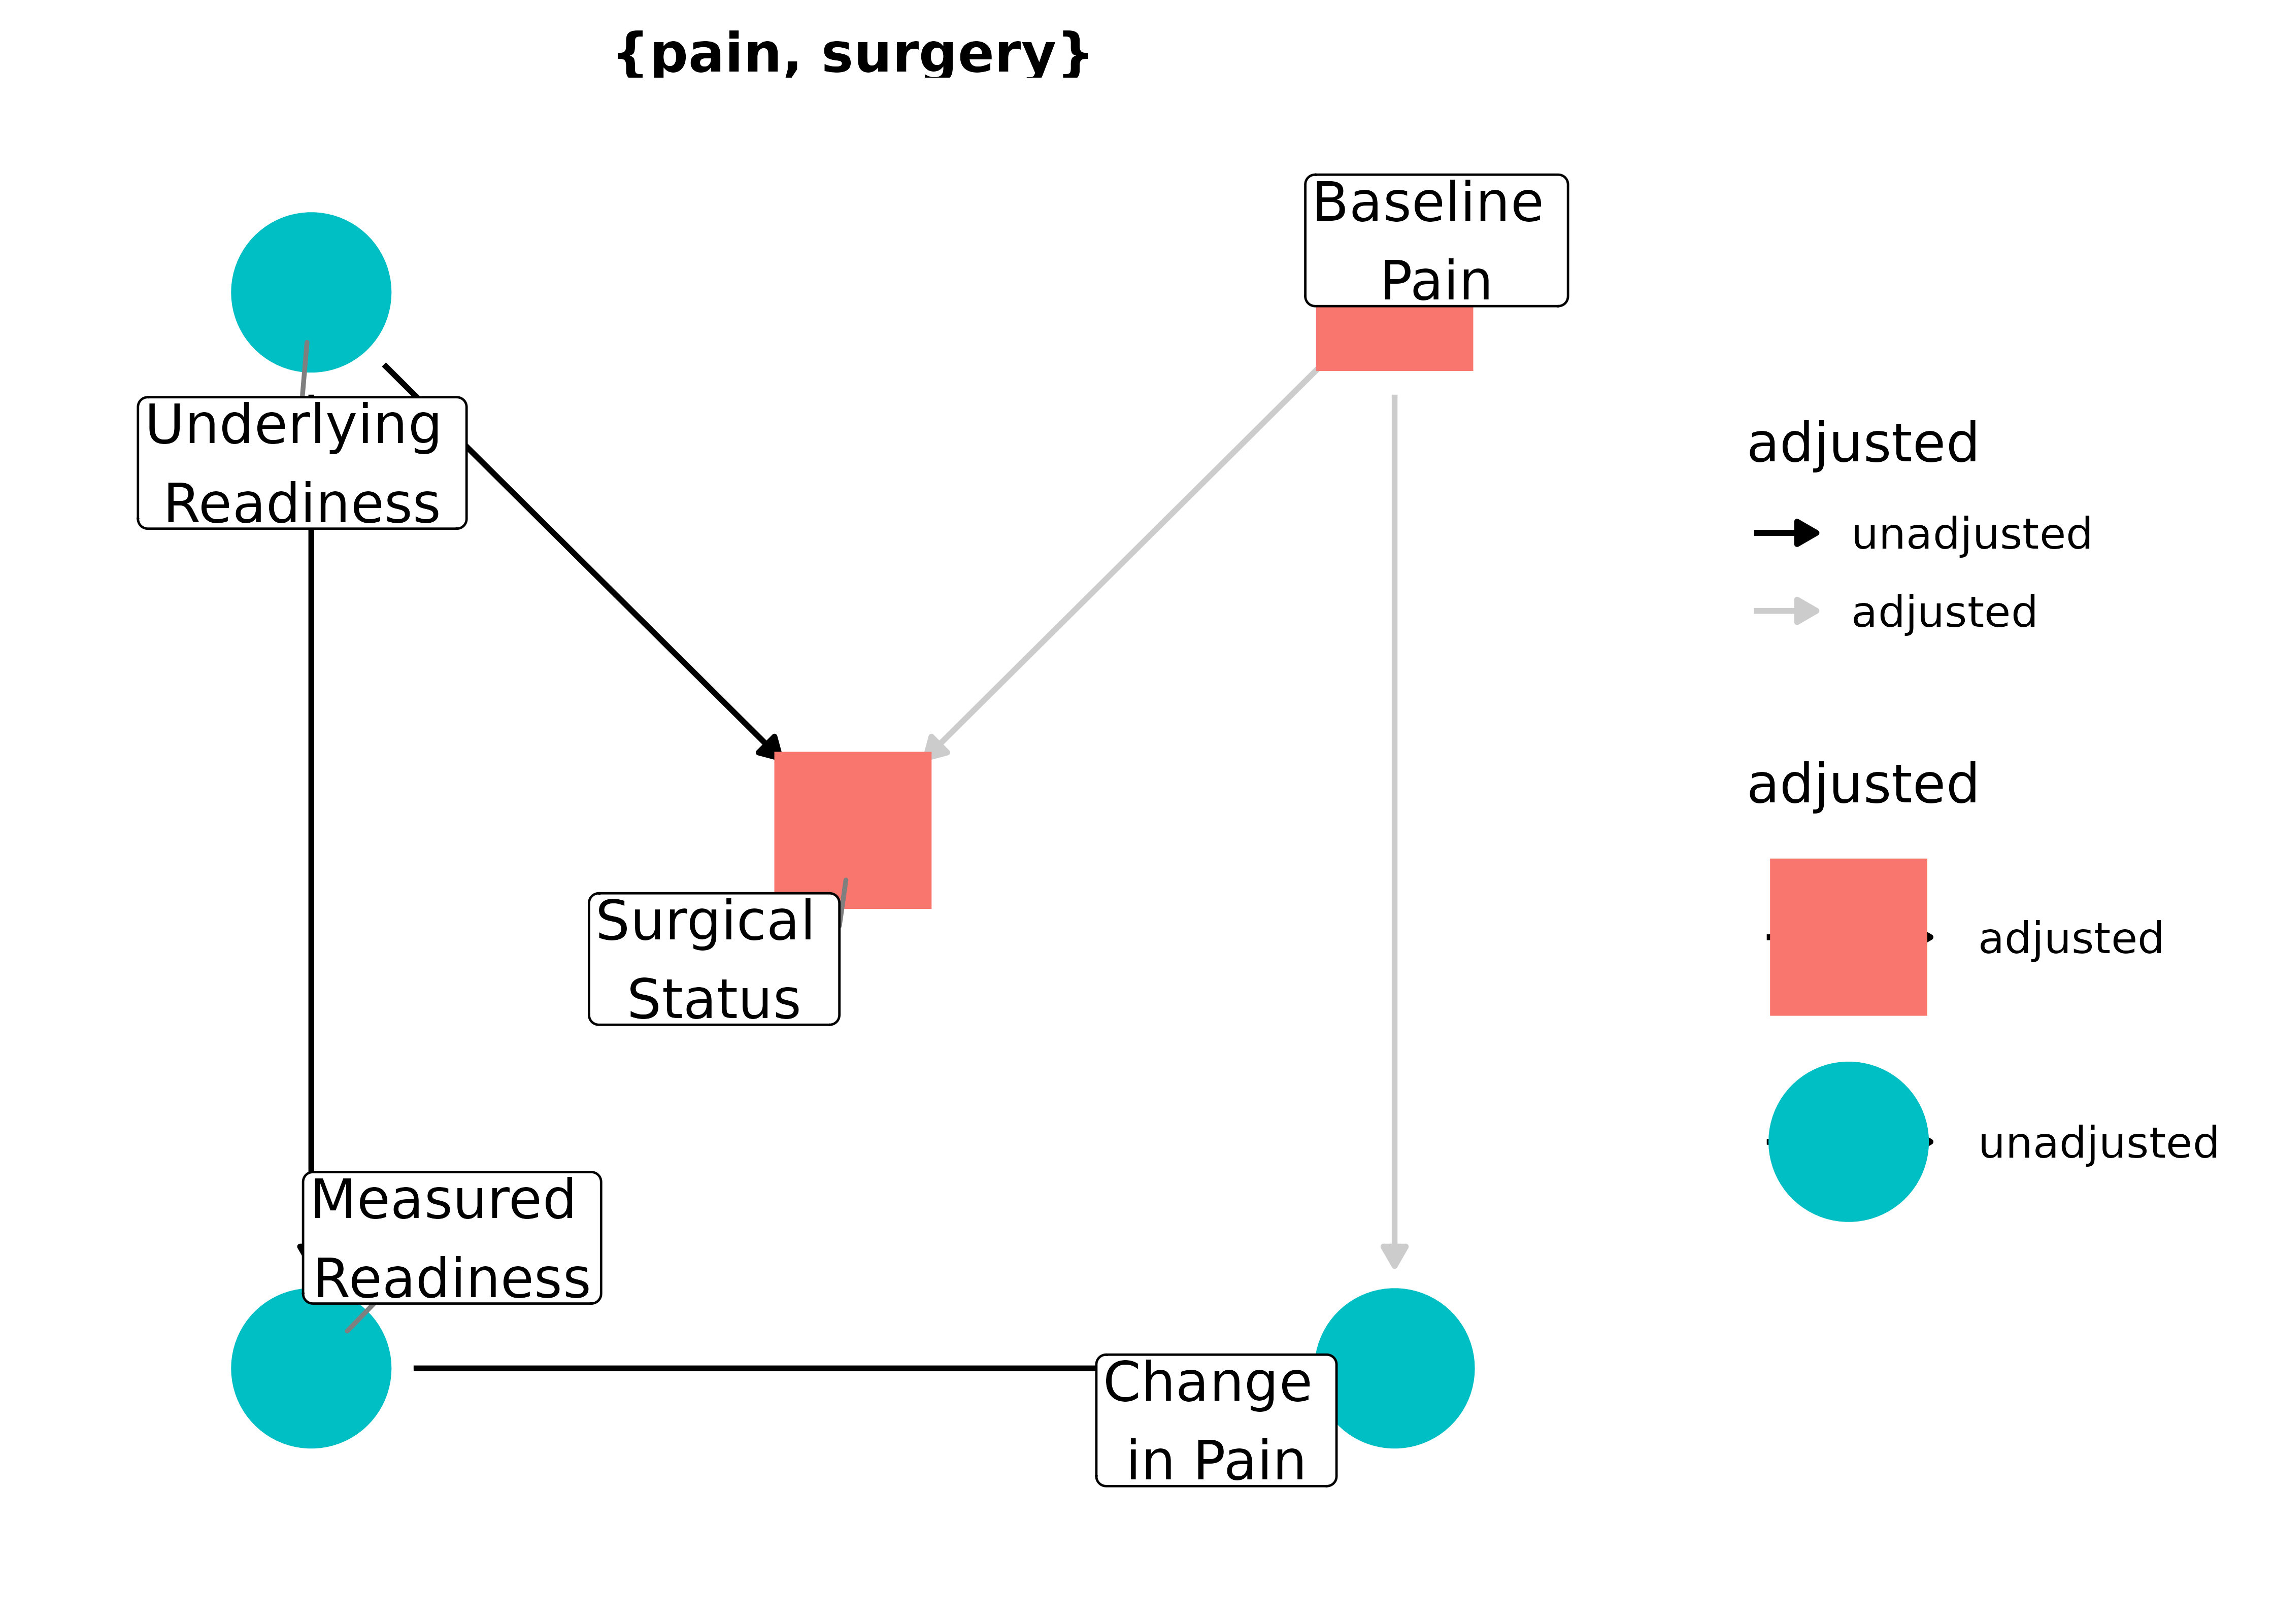 {pain, surgery}
Baseline
Pain
Underlying
Readiness
Surgical
Status
Measured
Readiness
Change
in Pain
adjusted
unadjusted
adjusted
adjusted
adjusted
unadjusted